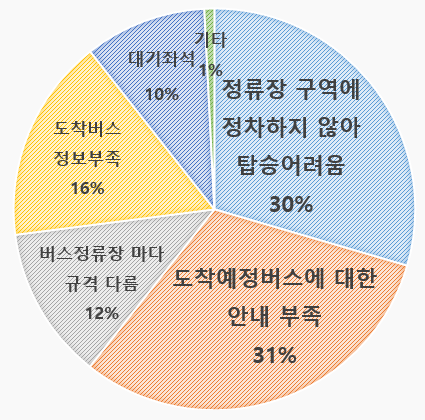 기타
1%
대기좌석
10%
정류장 구역에
정차하지 않아
탑승어려움
30%
도착버스
정보부족
16%
버스정류장 마다
규격 다름
12%
도착예정버스에 대한
안내 부족
31%